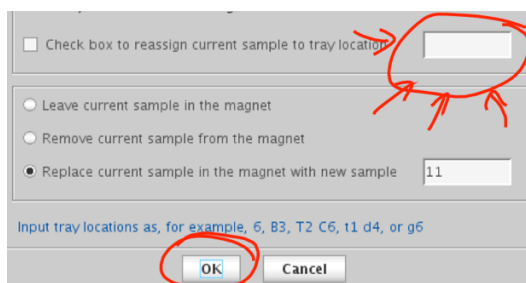 Check box to reassign current sample to tray location
Leave current sample in the magnet
Remove current sample from the magnet
Replace current sample in the magnet with new sample 11
Input tray locations as, for example, 6, B3, T2 C6, t1 d4, or g6
OK Cancel